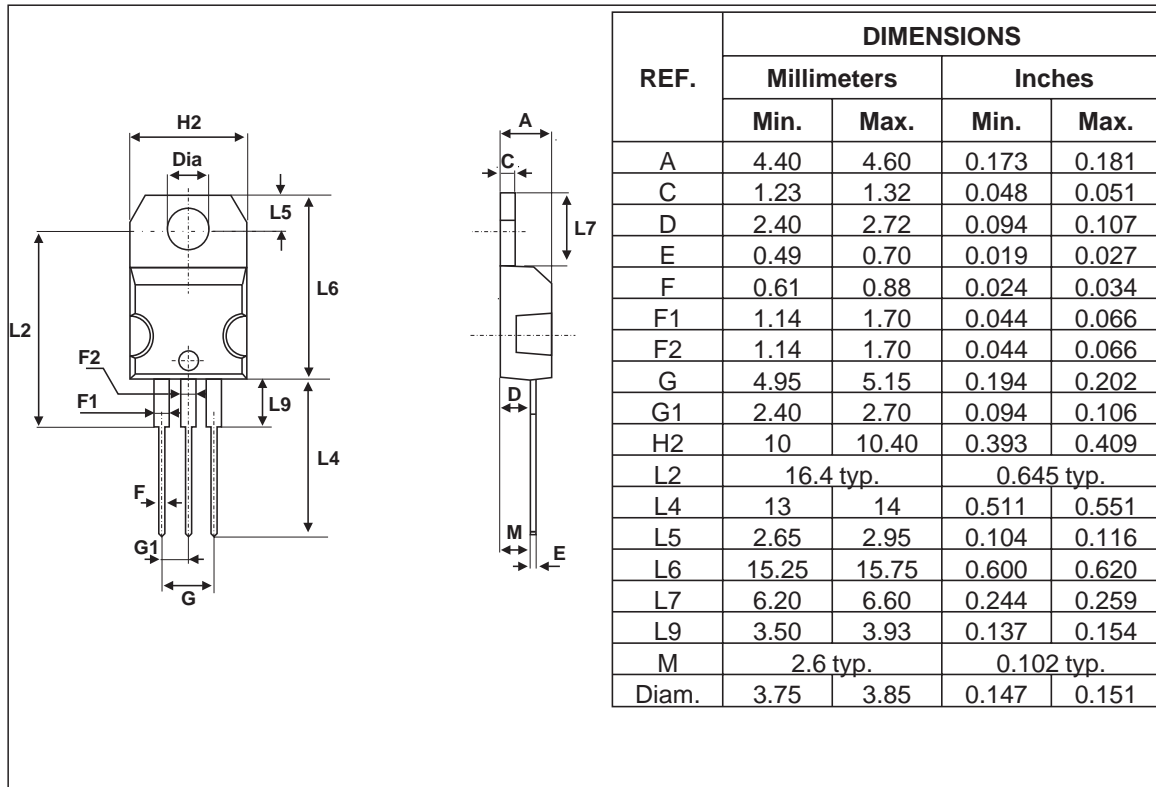 H2
Dia
L5
L6
L2
F2
F1
L9
L4
F
G1
G
A
C
L7
D
M
E
REF. DIMENSIONS
Millimeters Inches
Min. Max. Min. Max.
A 4.40 4.60 0.173 0.181
C 1.23 1.32 0.048 0.051
D 2.40 2.72 0.094 0.107
E 0.49 0.70 0.019 0.027
F 0.61 0.88 0.024 0.034
F1 1.14 1.70 0.044 0.066
F2 1.14 1.70 0.044 0.066
G 4.95 5.15 0.194 0.202
G1 2.40 2.70 0.094 0.106
H2 10 10.40 0.393 0.409
L2 16.4 typ. 0.645 typ.
L4 13 14 0.511 0.551
L5 2.65 2.95 0.104 0.116
L6 15.25 15.75 0.600 0.620
L7 6.20 6.60 0.244 0.259
L9 3.50 3.93 0.137 0.154
M 2.6 typ. 0.102 typ.
Diam. 3.75 3.85 0.147 0.151